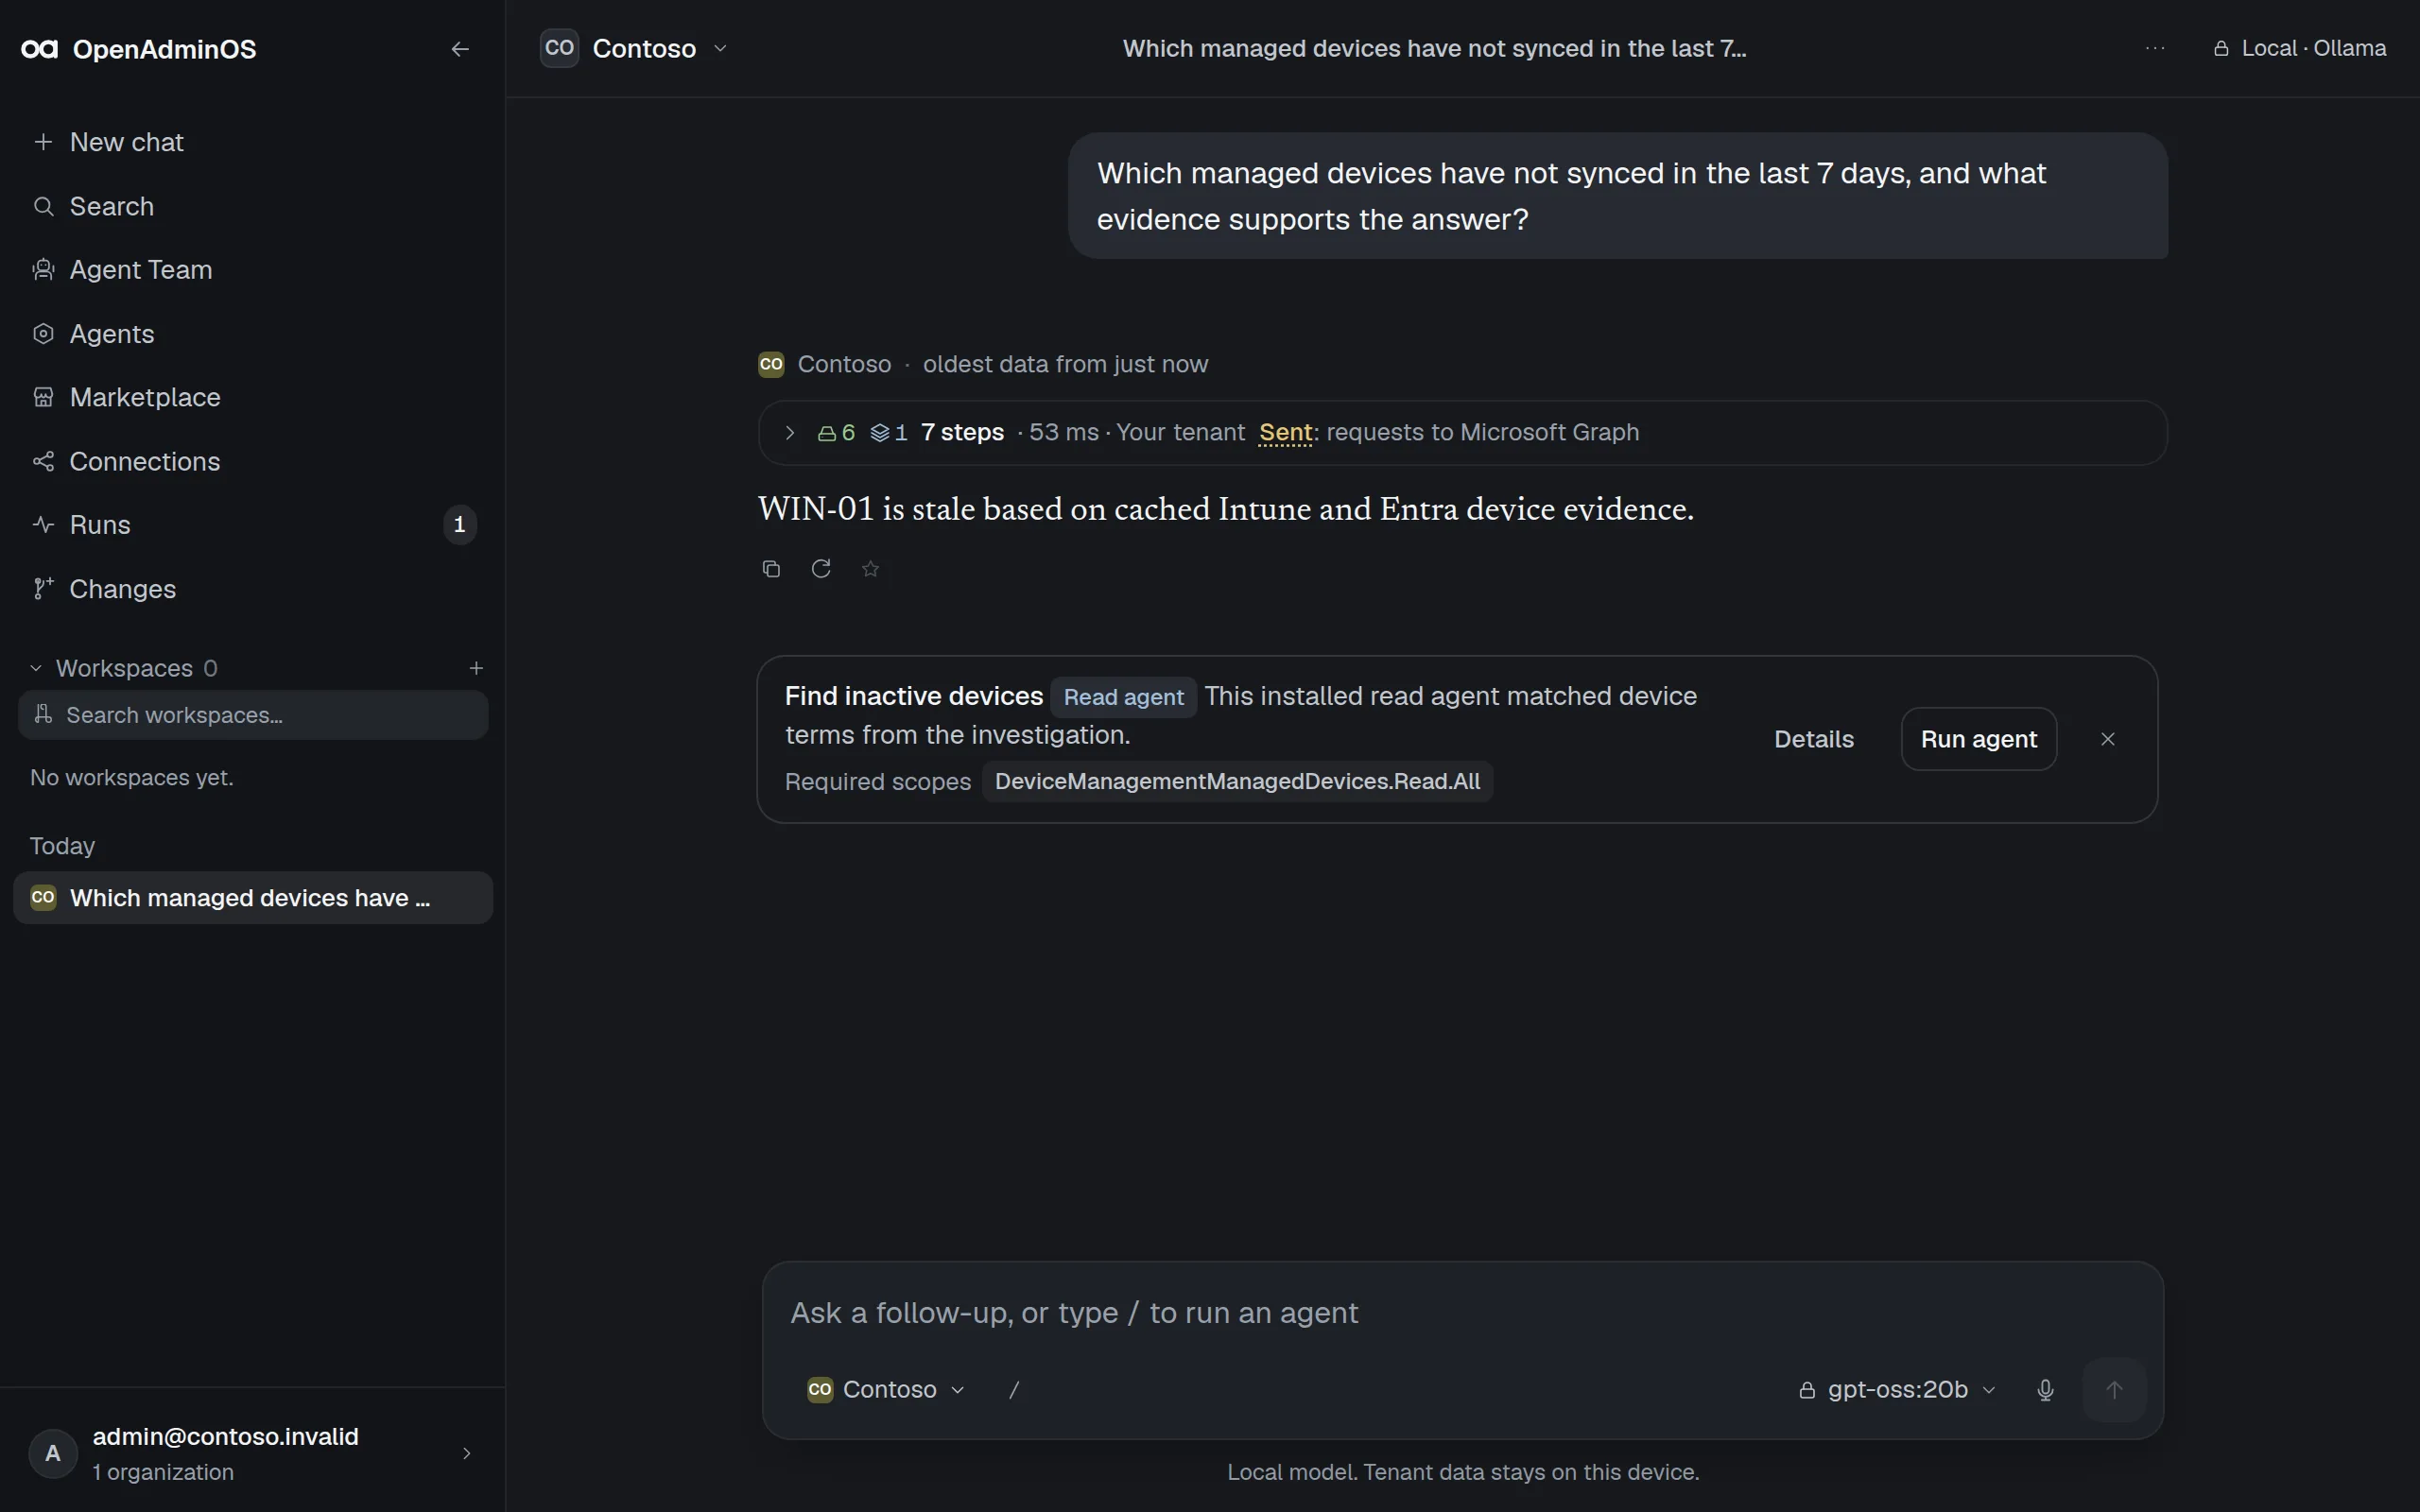 OpenAdminOS
New chat
Search
Agent Team
Agents
Marketplace
Connections
Runs 1
Changes
Workspaces 0
Search workspaces...
No workspaces yet.
Today
CO Which managed devices have ...
A
admin@contoso.invalid
1 organization
CO Contoso
Which managed devices have not synced in the last 7...
Local · Ollama
Which managed devices have not synced in the last 7 days, and what
evidence supports the answer?
CO Contoso · oldest data from just now
6 1 7 steps · 53 ms · Your tenant Sent: requests to Microsoft Graph
WIN-01 is stale based on cached Intune and Entra device evidence.
Find inactive devices Read agent This installed read agent matched device
terms from the investigation.
Required scopes DeviceManagementManagedDevices.Read.All
Details
Run agent
Ask a follow-up, or type / to run an agent
CO Contoso /
gpt-oss:20b
Local model. Tenant data stays on this device.